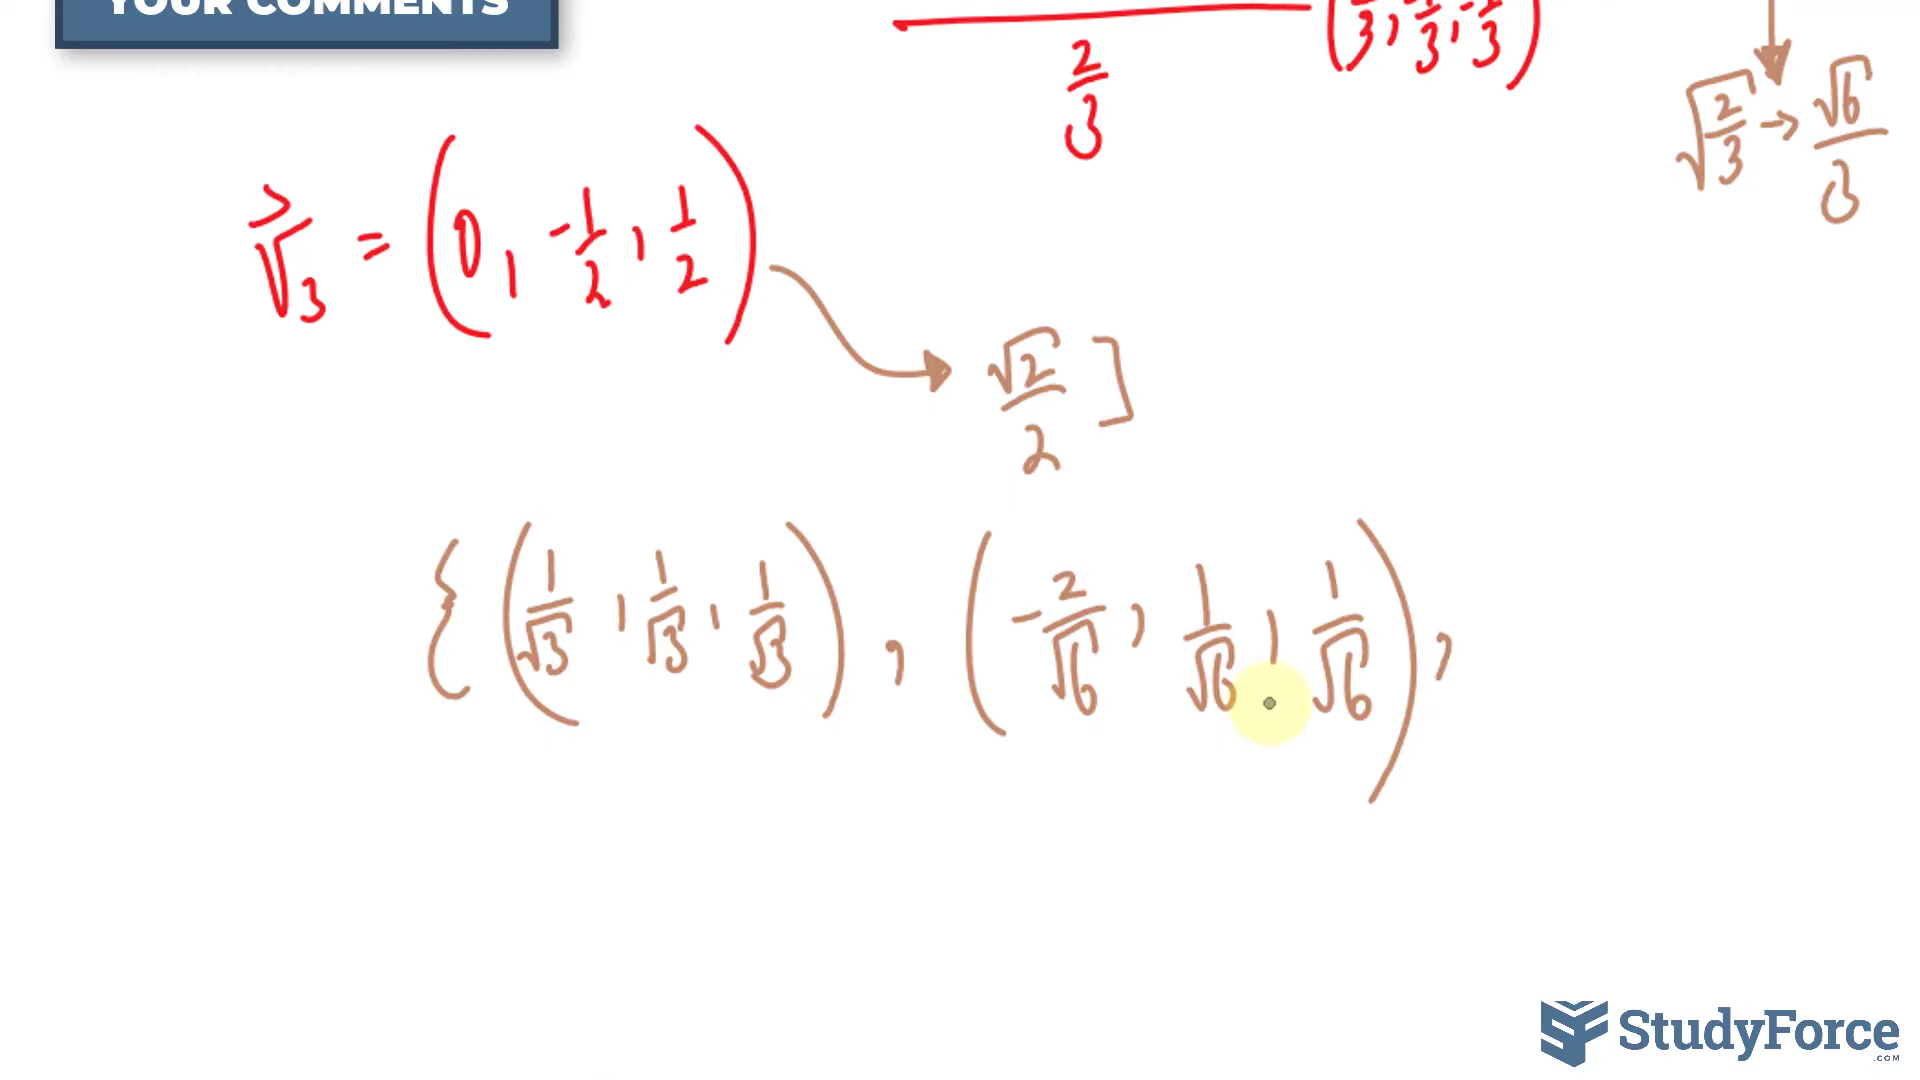 YOUR COMMENTS
2/3
3, 3, 3)
√(2/3) → √6/3
v⃗₃ = (0, -1/2, 1/2)
√2/2 ]
{(1/√3, 1/√3, 1/√3), (-2/√6, 1/√6, 1/√6),
StudyForce
.COM